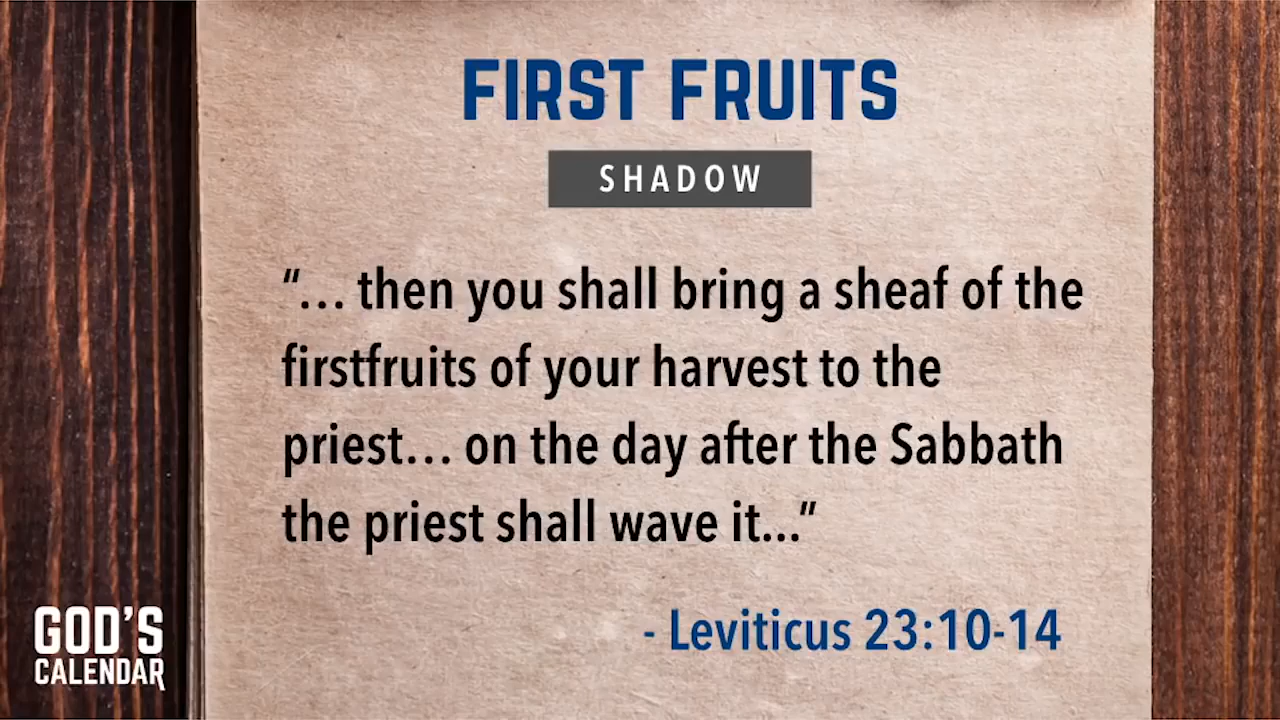 FIRST FRUITS
SHADOW
“... then you shall bring a sheaf of the
firstfruits of your harvest to the
priest... on the day after the Sabbath
the priest shall wave it...”
- Leviticus 23:10-14
GOD’S
CALENDAR